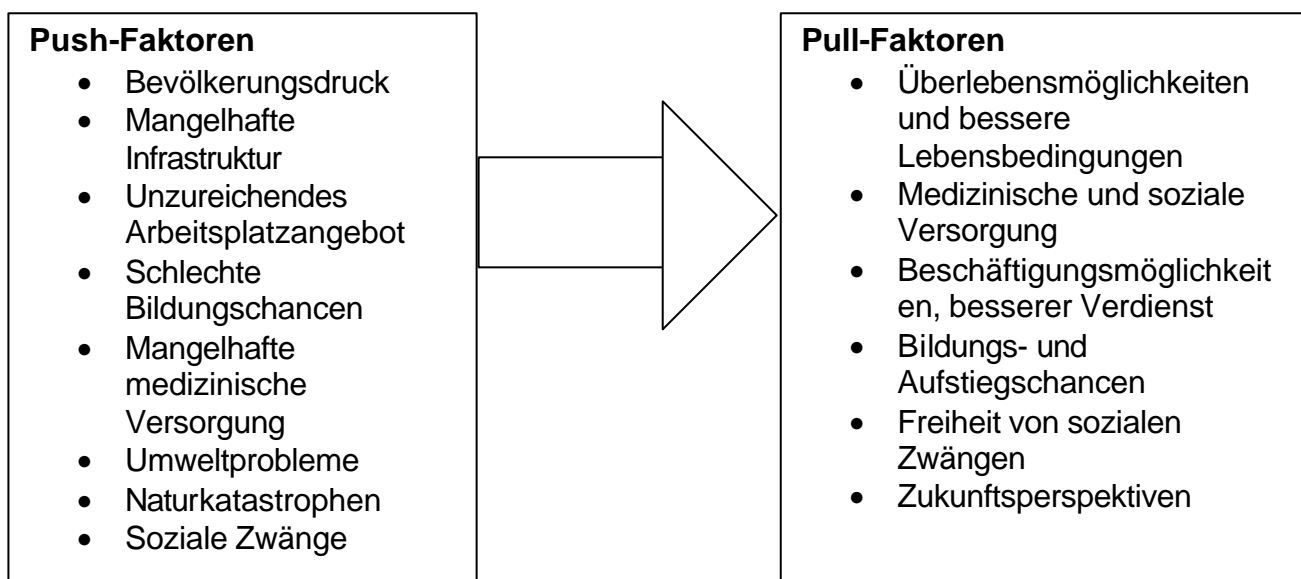 Push-Faktoren
• Bevölkerungsdruck
• Mangelhafte
Infrastruktur
• Unzureichendes
Arbeitsplatzangebot
• Schlechte
Bildungschancen
• Mangelhafte
medizinische
Versorgung
• Umweltprobleme
• Naturkatastrophen
• Soziale Zwänge
Pull-Faktoren
• Überlebensmöglichkeiten
und bessere
Lebensbedingungen
• Medizinische und soziale
Versorgung
• Beschäftigungsmöglichkeit
en, besserer Verdienst
• Bildungs- und
Aufstiegschancen
• Freiheit von sozialen
Zwängen
• Zukunftsperspektiven